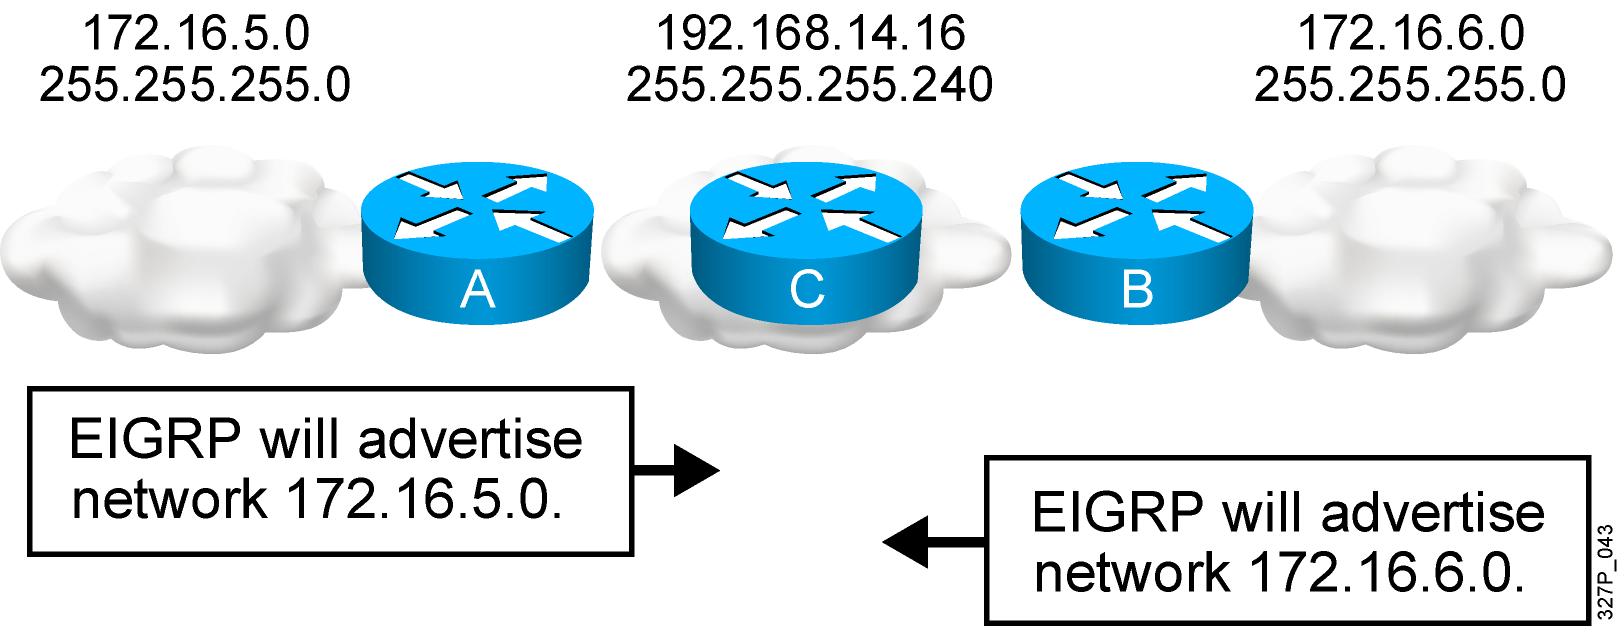 172.16.5.0
255.255.255.0
192.168.14.16
255.255.255.240
172.16.6.0
255.255.255.0
A
C
B
EIGRP will advertise
network 172.16.5.0.
EIGRP will advertise
network 172.16.6.0.
327P_043